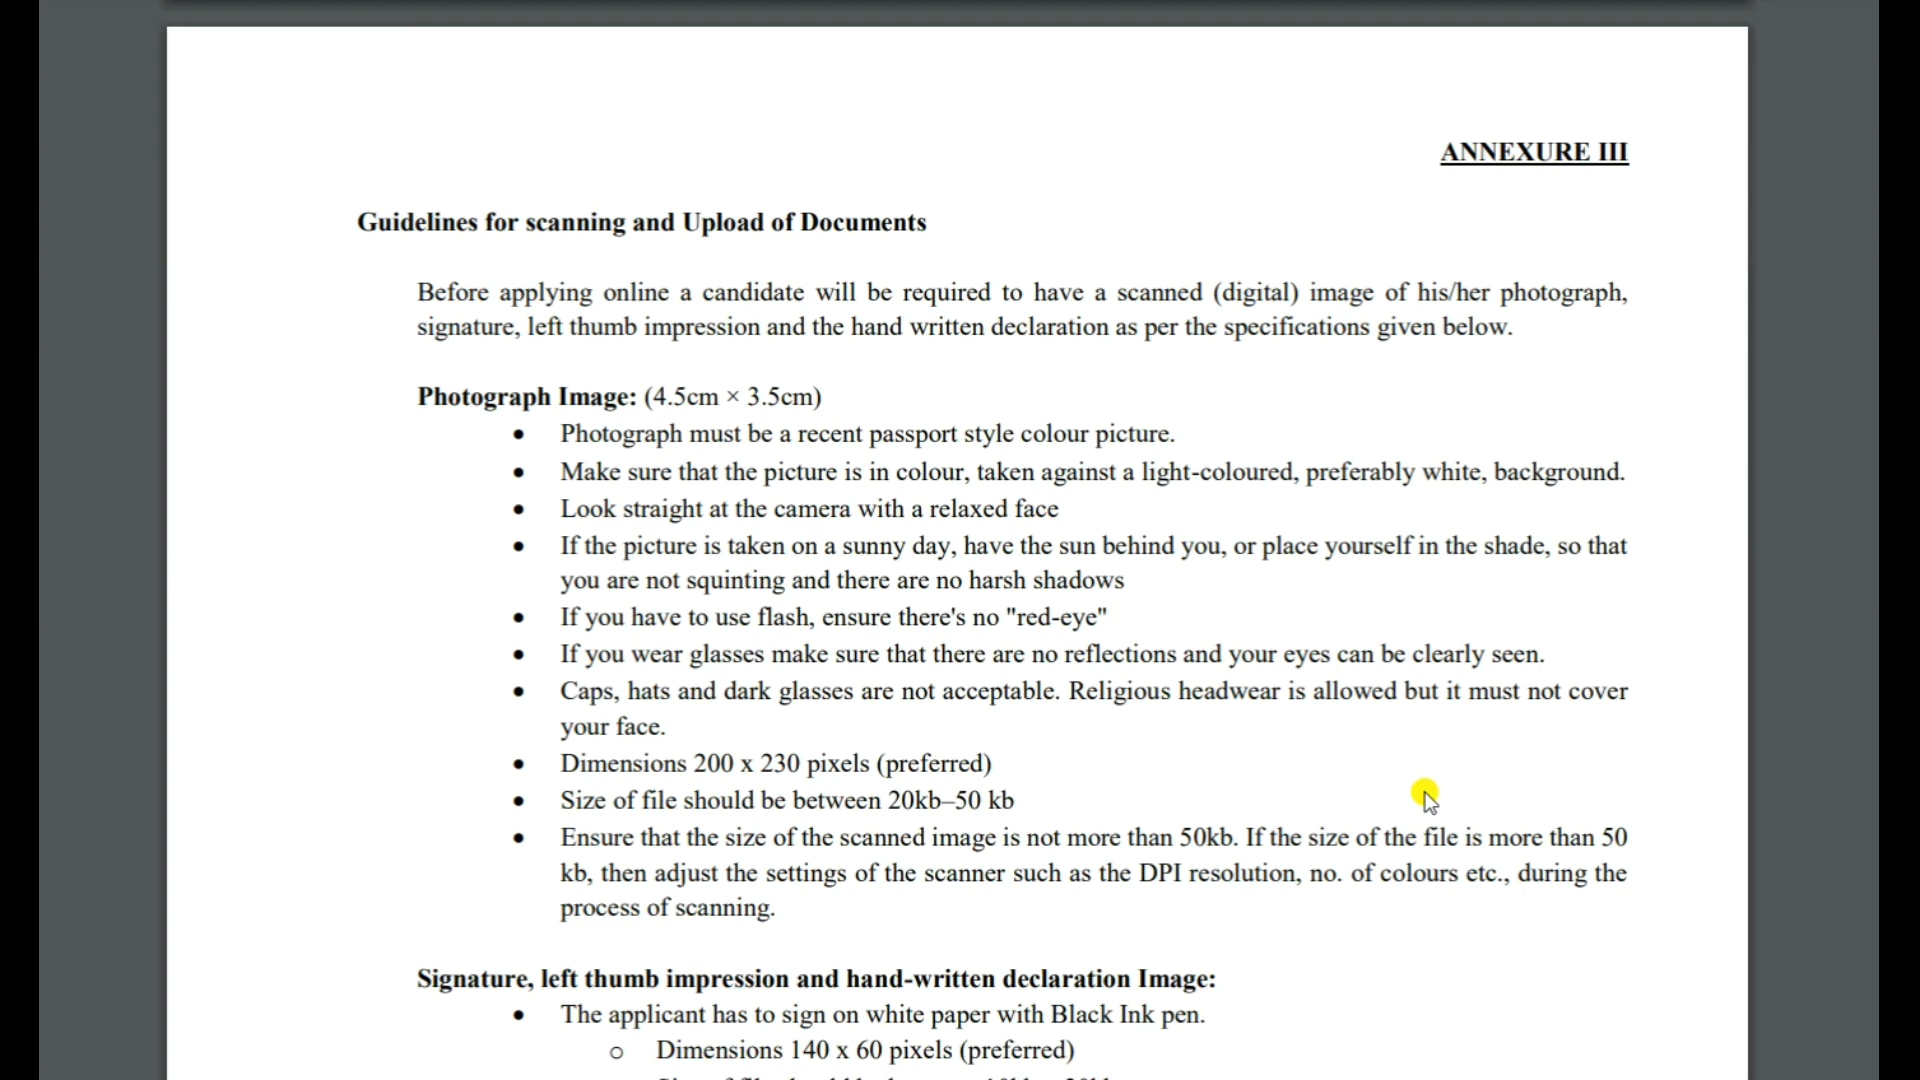 ANNEXURE III
Guidelines for scanning and Upload of Documents
Before applying online a candidate will be required to have a scanned (digital) image of his/her photograph,
signature, left thumb impression and the hand written declaration as per the specifications given below.
Photograph Image: (4.5cm × 3.5cm)
● Photograph must be a recent passport style colour picture.
● Make sure that the picture is in colour, taken against a light-coloured, preferably white, background.
● Look straight at the camera with a relaxed face
● If the picture is taken on a sunny day, have the sun behind you, or place yourself in the shade, so that
you are not squinting and there are no harsh shadows
● If you have to use flash, ensure there's no "red-eye"
● If you wear glasses make sure that there are no reflections and your eyes can be clearly seen.
● Caps, hats and dark glasses are not acceptable. Religious headwear is allowed but it must not cover
your face.
● Dimensions 200 x 230 pixels (preferred)
● Size of file should be between 20kb–50 kb
● Ensure that the size of the scanned image is not more than 50kb. If the size of the file is more than 50
kb, then adjust the settings of the scanner such as the DPI resolution, no. of colours etc., during the
process of scanning.
Signature, left thumb impression and hand-written declaration Image:
● The applicant has to sign on white paper with Black Ink pen.
o Dimensions 140 x 60 pixels (preferred)